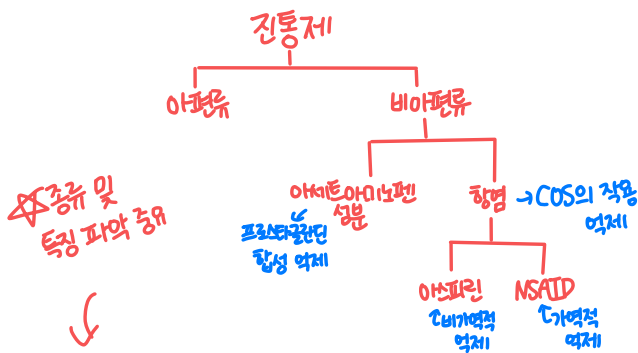 진통제
아편류
비아편류
☆종류 및
특징 파악 중요
아세트아미노펜
성분
프로스타글란딘
합성 억제
항염
→ COS의 작용
억제
아스피린
↑비가역적
억제
NSAID
↑가역적
억제